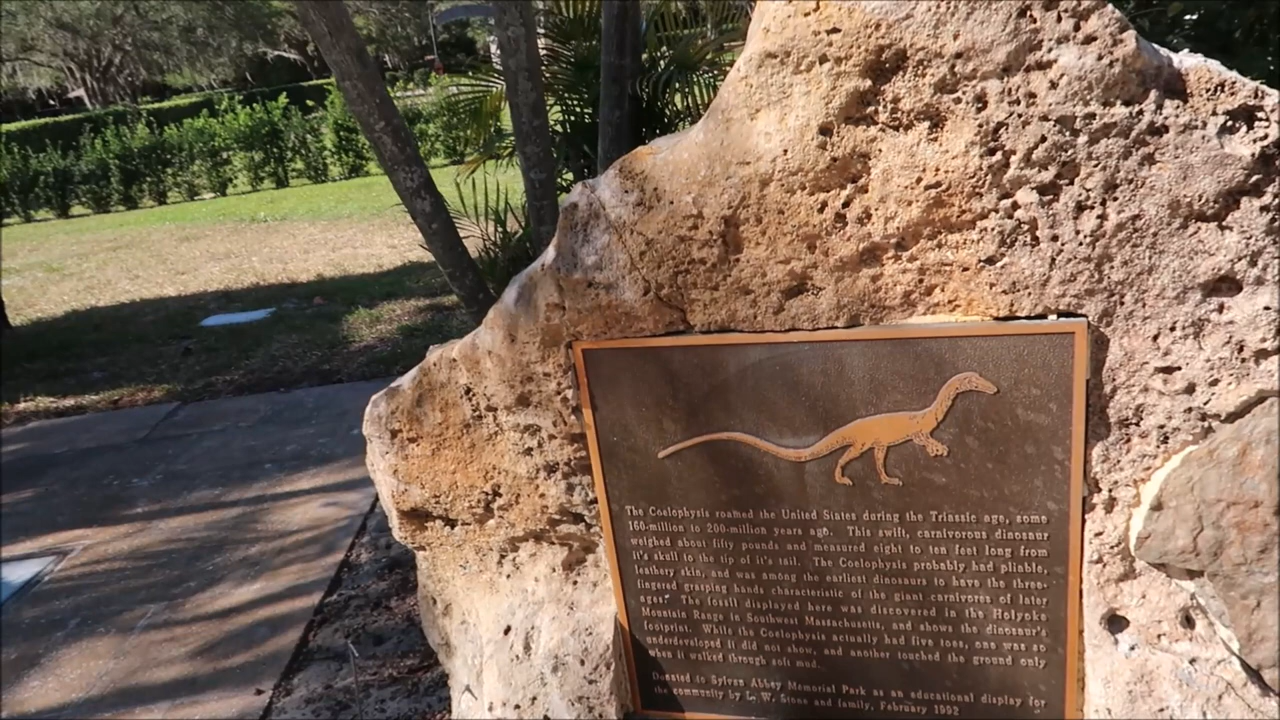 The Coelophysis roamed the United States during the Triassic age, some
160-million to 200-million years ago. This swift, carnivorous dinosaur
weighed about fifty pounds and measured eight to ten feet long from
it's skull to the tip of it's tail. The Coelophysis probably had pliable,
leathery skin, and was among the earliest dinosaurs to have the three-
fingered grasping hands characteristic of the giant carnivores of later
ages. The fossil displayed here was discovered in the Holyoke
Mountain Range in Southwest Massachusetts, and shows the dinosaur's
footprint. While the Coelophysis actually had five toes, one was so
underdeveloped it did not show, and another touched the ground only
when it walked through soft mud.
Donated to Sylvan Abbey Memorial Park as an educational display for
the community by L. W. Stone and family, February 1992